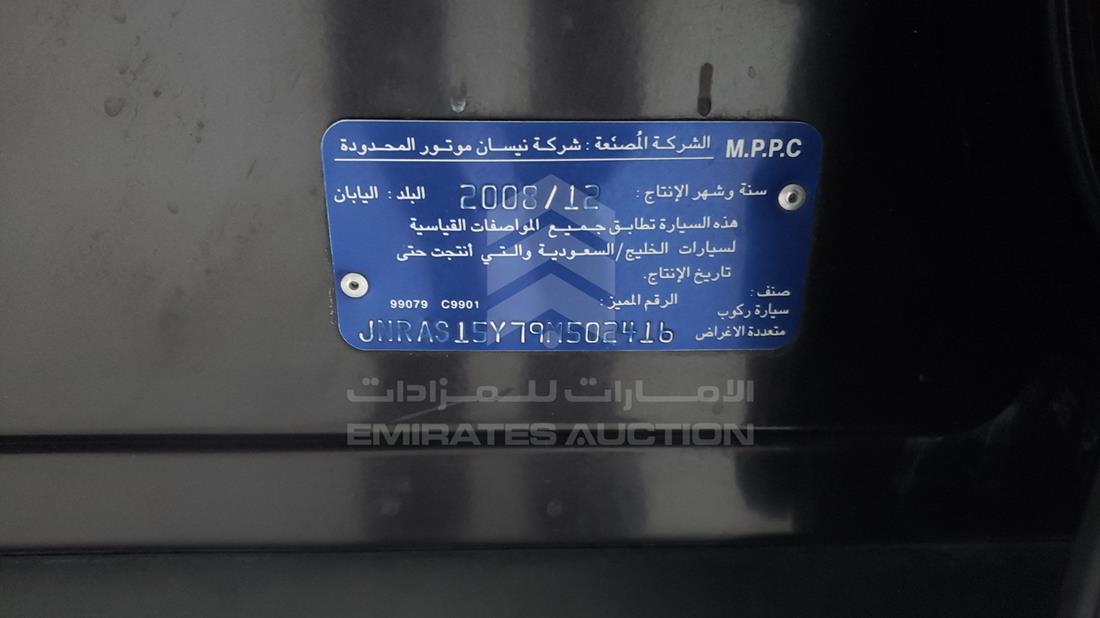 M.P.P.C الشركة المُصنّعة : شركة نيسان موتور المحدودة
سنة وشهر الإنتاج : 2008/12 البلد : اليابان
هذه السيارة تطابق جميع المواصفات القياسية
لسيارات الخليج/السعودية والتي أنتجت حتى
تاريخ الإنتاج.
صنف :
سيارة ركوب
متعددة الاغراض
الرقم المميز : 99079 C9901
JNRAS15Y79M502416
الامارات للمزادات
EMIRATES AUCTION